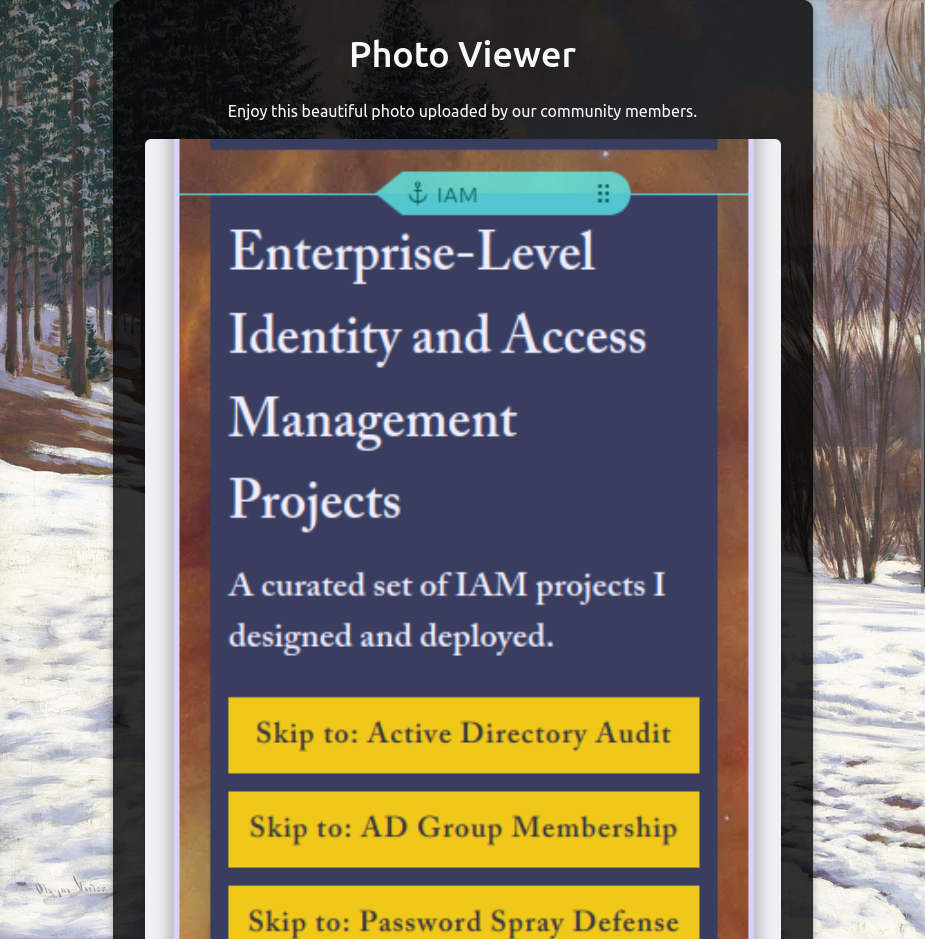 Photo Viewer
Enjoy this beautiful photo uploaded by our community members.
IAM
Enterprise-Level
Identity and Access
Management
Projects
A curated set of IAM projects I
designed and deployed.
Skip to: Active Directory Audit
Skip to: AD Group Membership
Skip to: Password Spray Defense